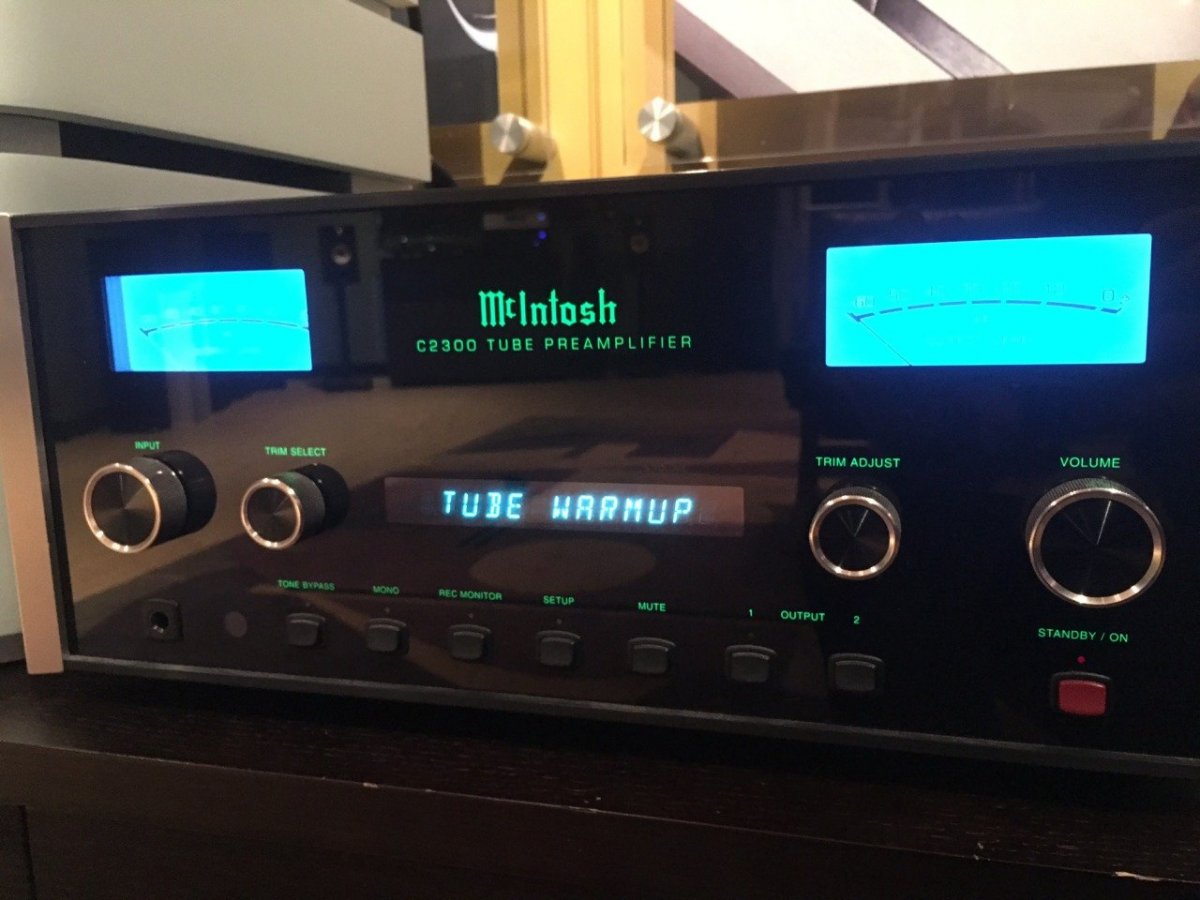 McIntosh
C2300 TUBE PREAMPLIFIER
INPUT
TRIM SELECT
TRIM ADJUST
VOLUME
TUBE WARMUP
TONE BYPASS
MONO
REC MONITOR
SETUP
MUTE
1 OUTPUT 2
STANDBY / ON